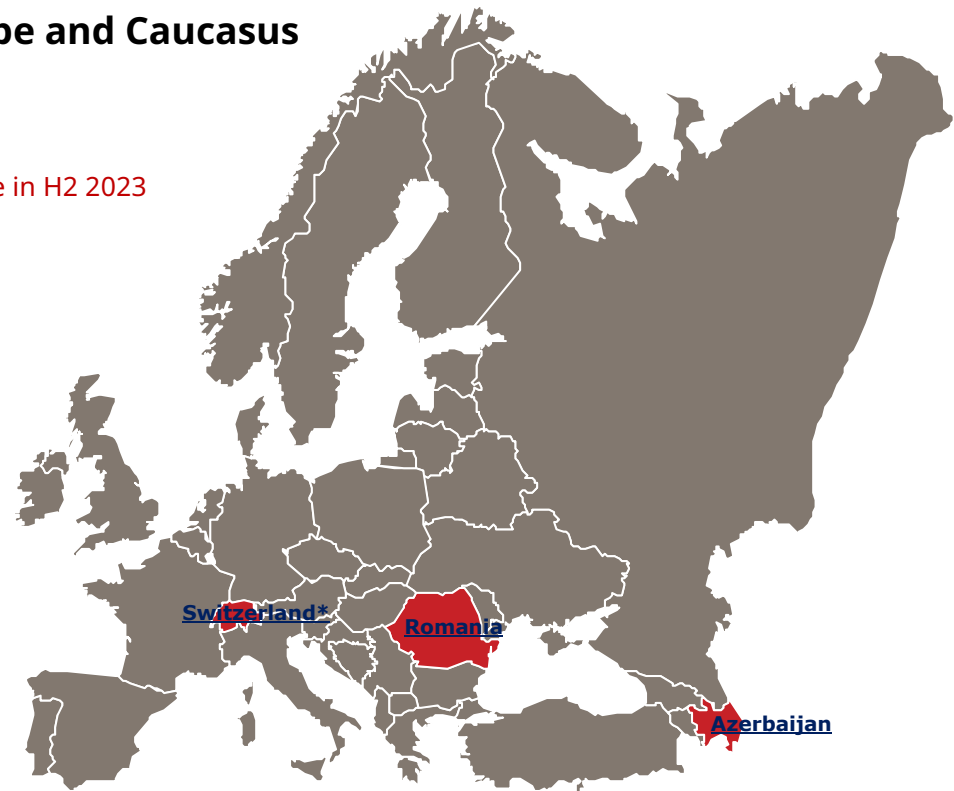 pe and Caucasus
e in H2 2023
Switzerland*
Romania
Azerbaijan